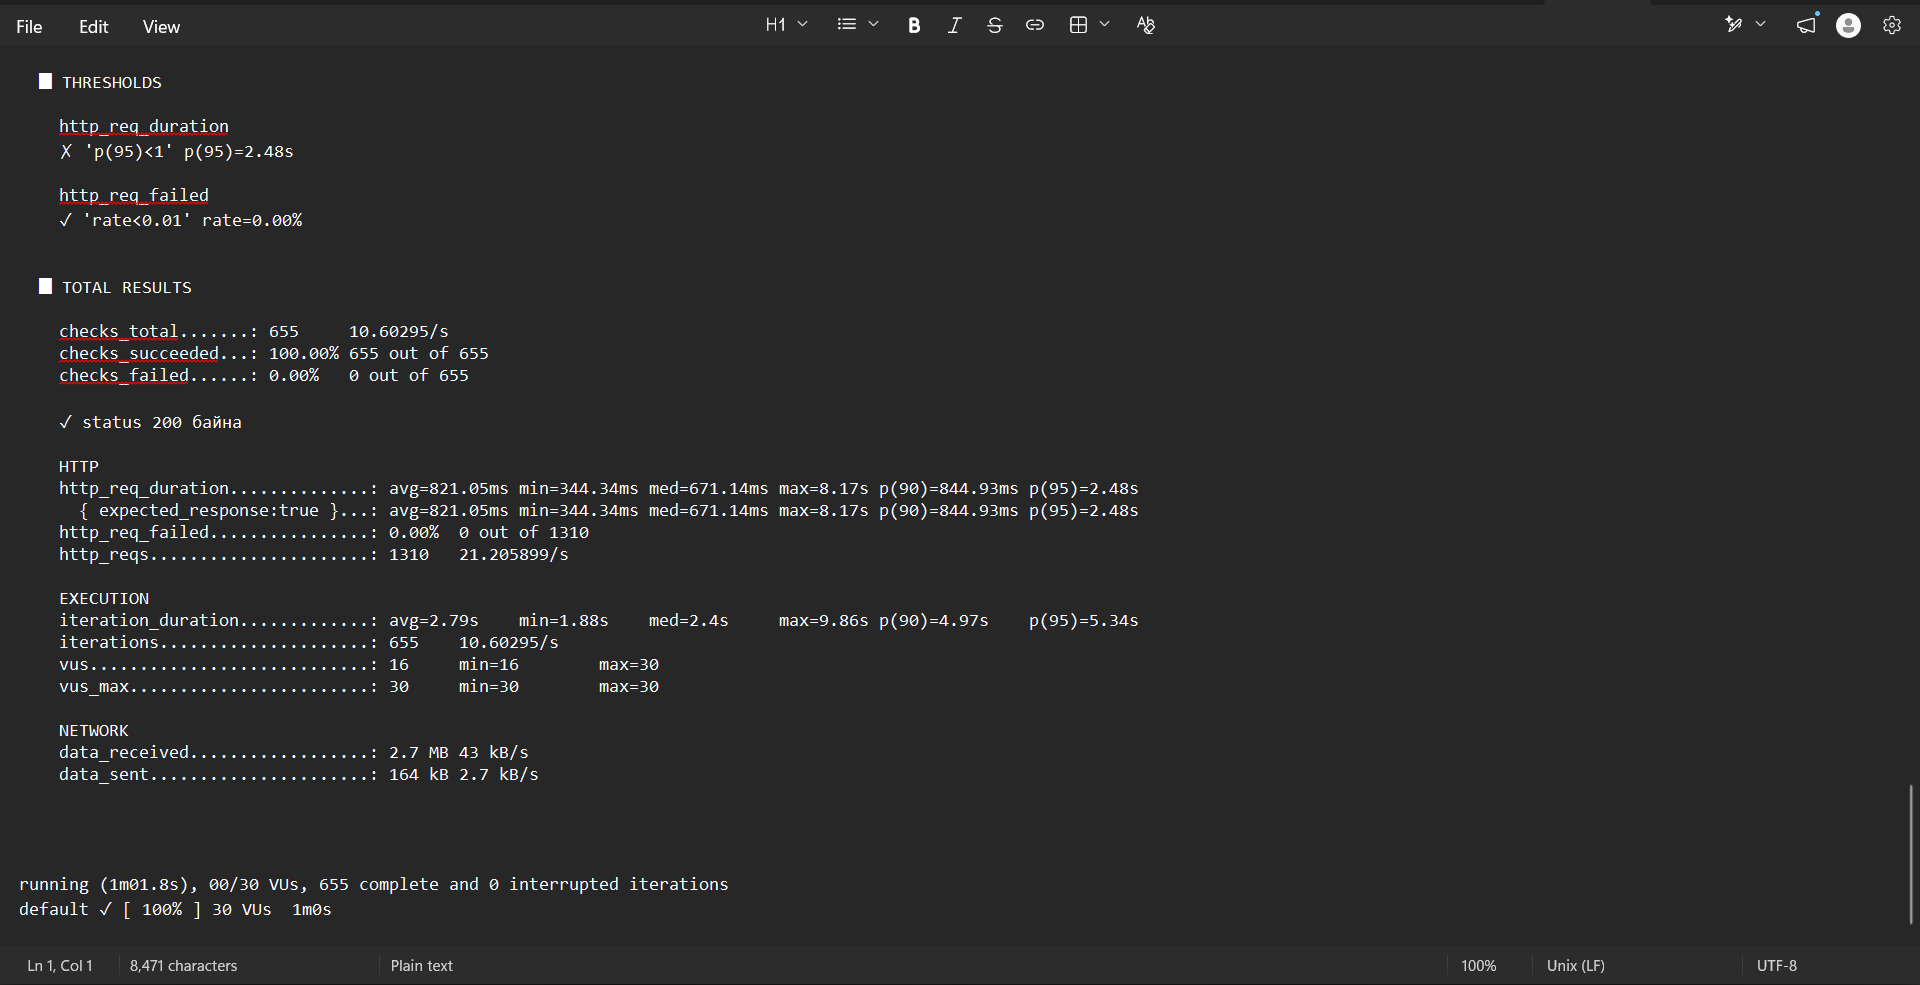 File Edit View H1
THRESHOLDS
http_req_duration
✗ 'p(95)<1' p(95)=2.48s
http_req_failed
✓ 'rate<0.01' rate=0.00%
TOTAL RESULTS
checks_total.......: 655 10.60295/s
checks_succeeded...: 100.00% 655 out of 655
checks_failed......: 0.00% 0 out of 655
✓ status 200 байна
HTTP
http_req_duration..............: avg=821.05ms min=344.34ms med=671.14ms max=8.17s p(90)=844.93ms p(95)=2.48s
{ expected_response:true }...: avg=821.05ms min=344.34ms med=671.14ms max=8.17s p(90)=844.93ms p(95)=2.48s
http_req_failed................: 0.00% 0 out of 1310
http_reqs......................: 1310 21.205899/s
EXECUTION
iteration_duration.............: avg=2.79s min=1.88s med=2.4s max=9.86s p(90)=4.97s p(95)=5.34s
iterations.....................: 655 10.60295/s
vus............................: 16 min=16 max=30
vus_max........................: 30 min=30 max=30
NETWORK
data_received..................: 2.7 MB 43 kB/s
data_sent......................: 164 kB 2.7 kB/s
running (1m01.8s), 00/30 VUs, 655 complete and 0 interrupted iterations
default ✓ [ 100% ] 30 VUs 1m0s
Ln 1, Col 1 8,471 characters Plain text 100% Unix (LF) UTF-8